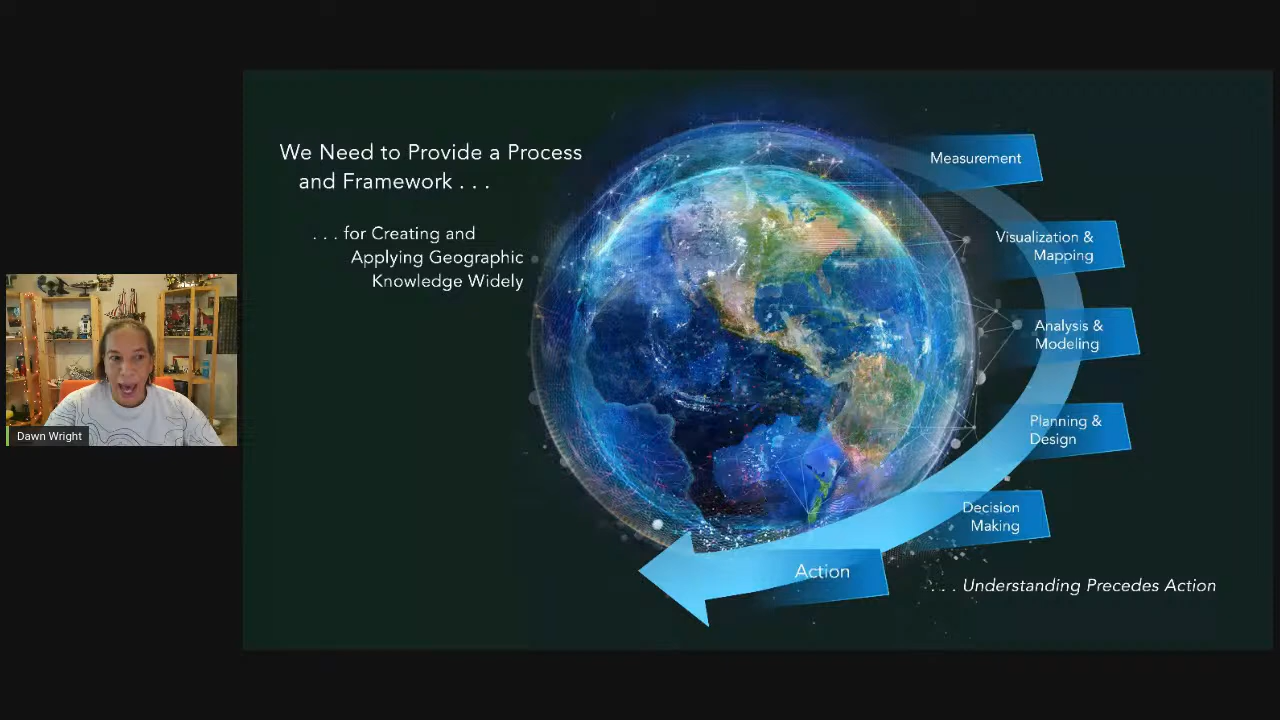 We Need to Provide a Process
and Framework . . .
. . . for Creating and
Applying Geographic
Knowledge Widely
Measurement
Visualization &
Mapping
Analysis &
Modeling
Planning &
Design
Decision
Making
Action
. . . Understanding Precedes Action
Dawn Wright